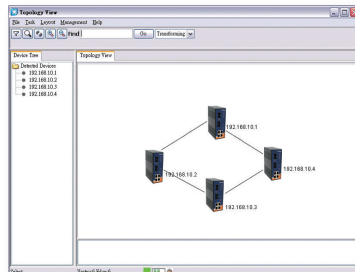 Topology View
File Task Layout Management Help
Find Go Transforming
Device Tree
Topology View
Detected Devices
192.168.10.1
192.168.10.2
192.168.10.3
192.168.10.4
192.168.10.1
192.168.10.2
192.168.10.4
192.168.10.3